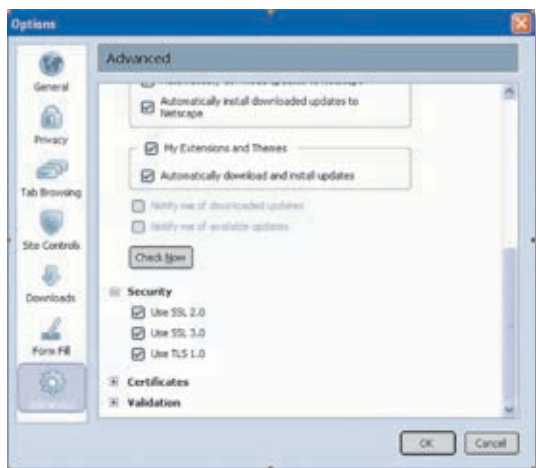 Options
Advanced
General
Privacy
Tab Browsing
Site Controls
Downloads
Form Fill
Automatically install downloaded updates to
Netscape
My Extensions and Themes
Automatically download and install updates
Notify me of downloaded updates
Notify me of available updates
Check Now
Security
Use SSL 2.0
Use SSL 3.0
Use TLS 1.0
Certificates
Validation
OK
Cancel